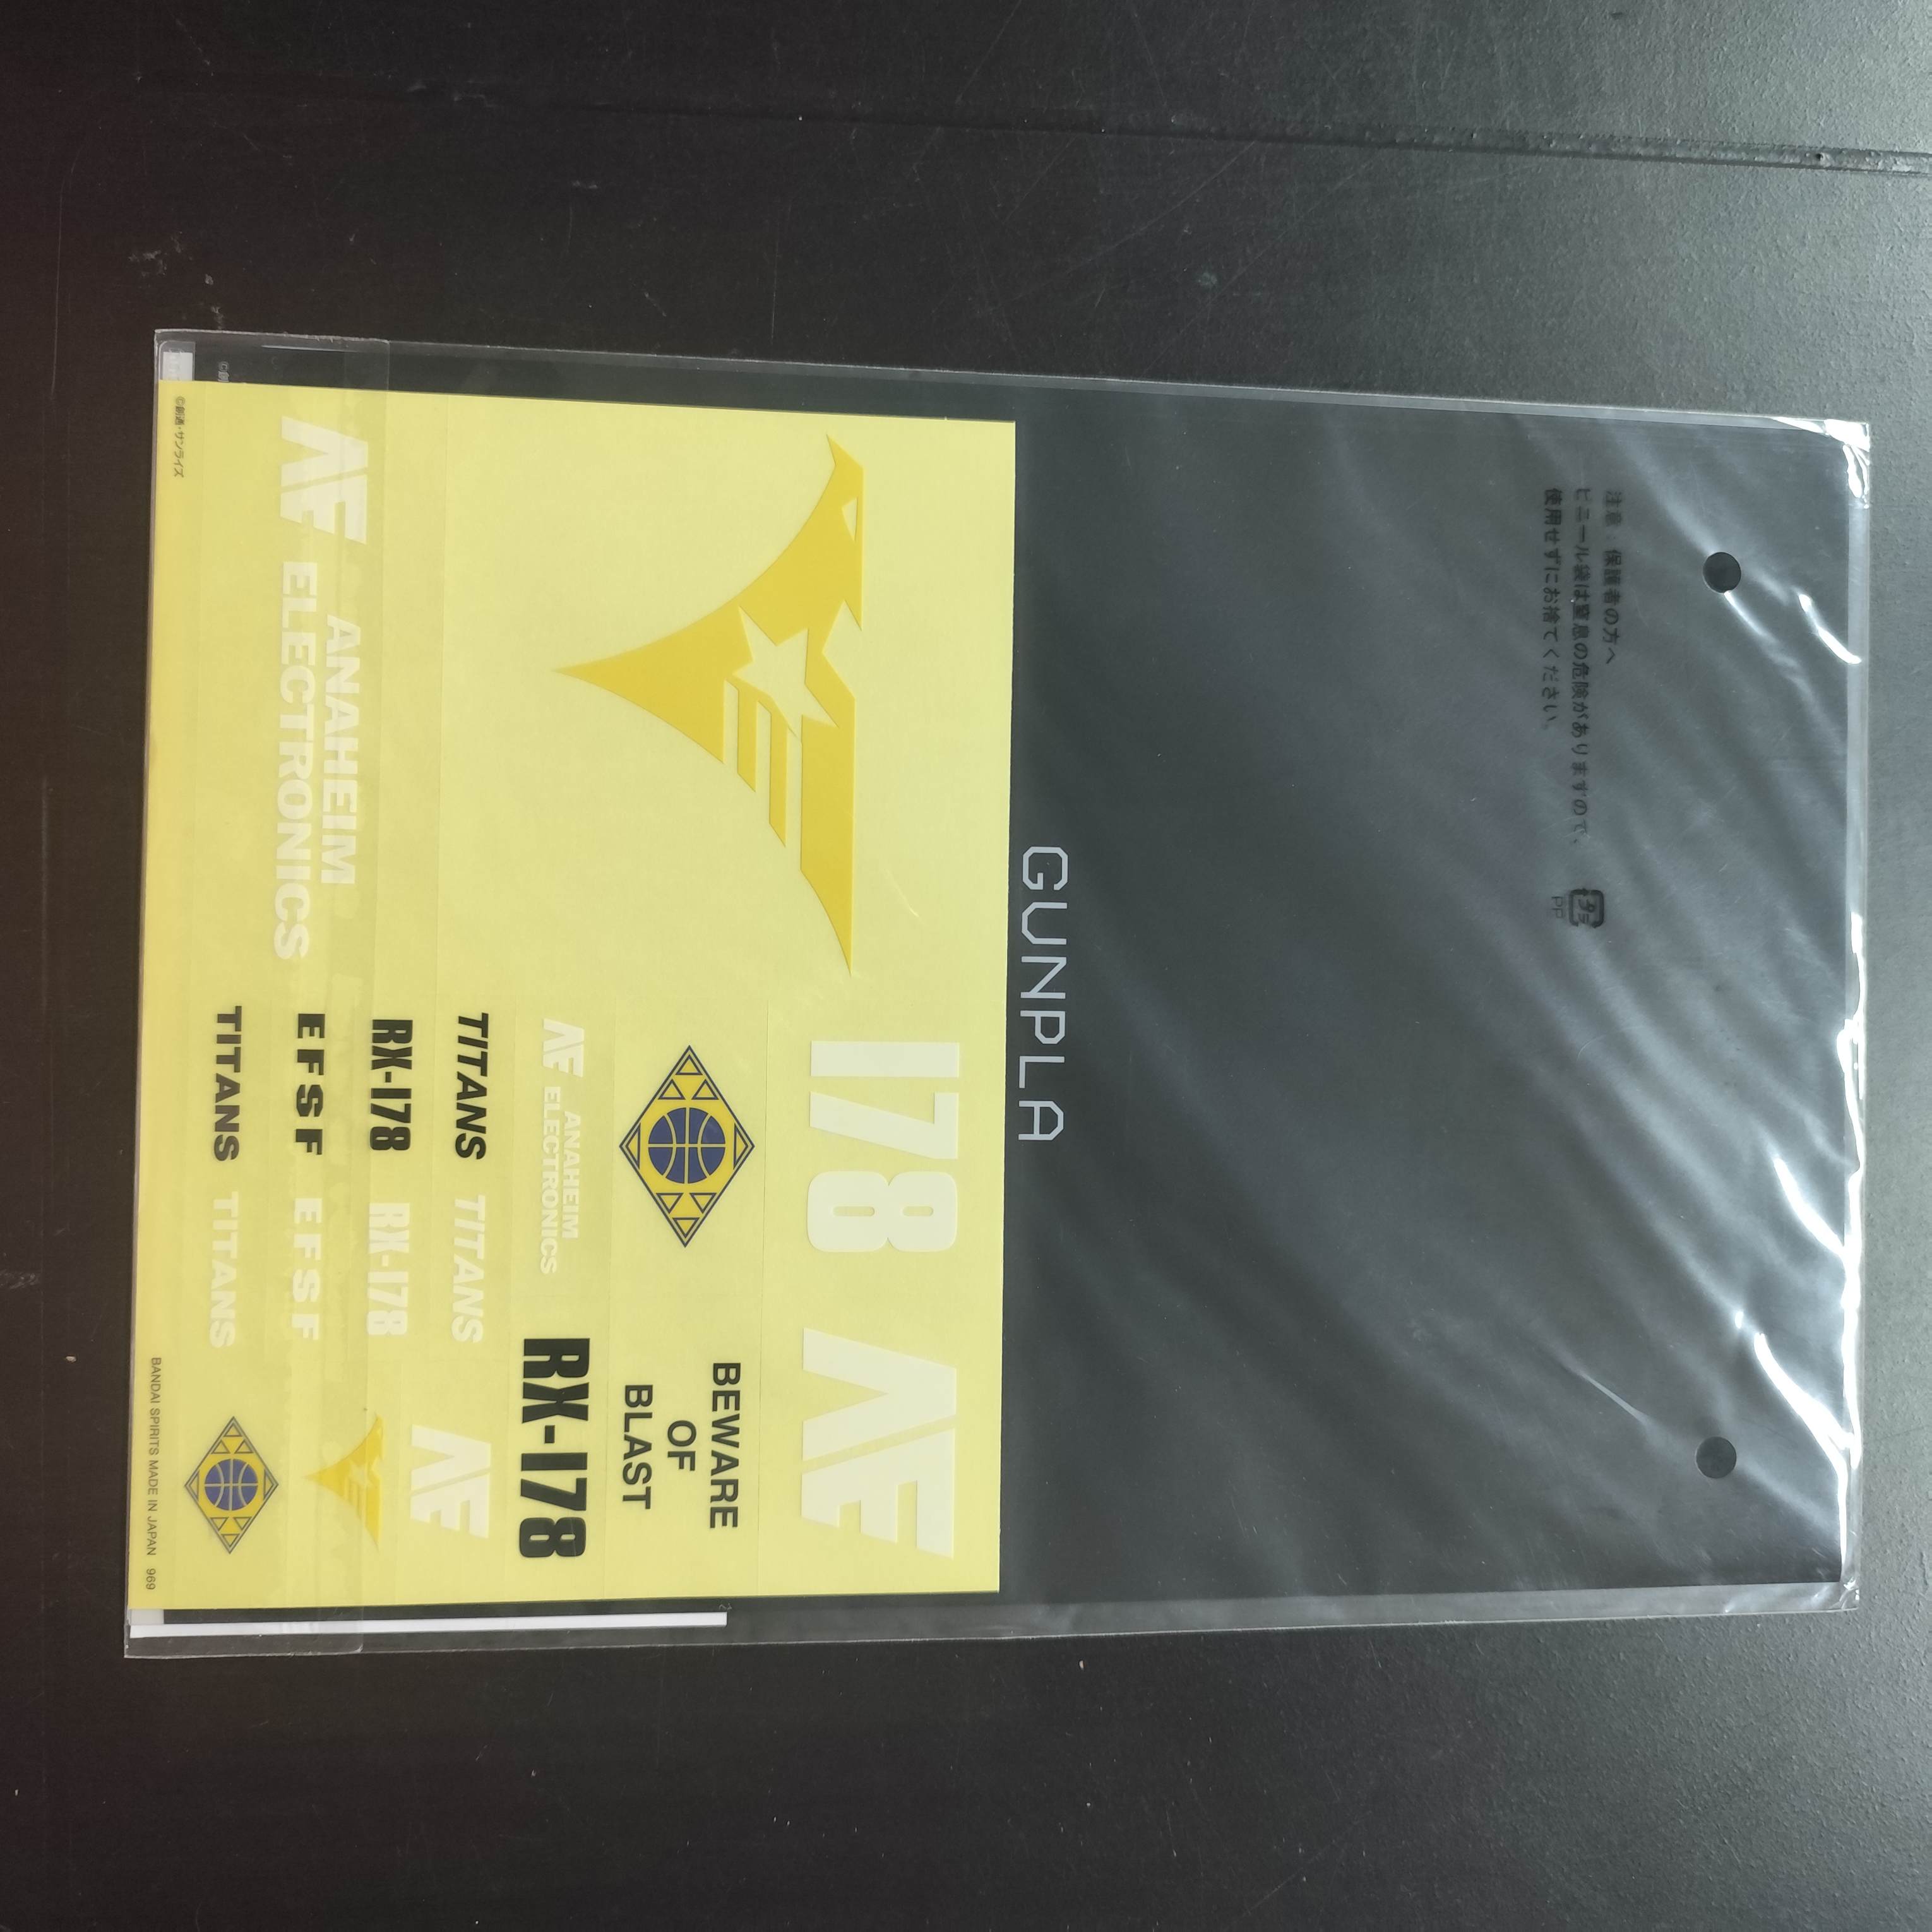 注意：保護者の方へ
ビニール袋は窒息の危険がありますので、
使用せずにお捨てください。
プラ
PP
GUNPLA
178
AE
BEWARE
OF
BLAST
AE ANAHEIM
ELECTRONICS
RX-178
TITANS
TITANS
AE
AE ANAHEIM
ELECTRONICS
RX-178
RX-178
EFSF
EFSF
TITANS
TITANS
©創
©創通・サンライズ
BANDAI SPIRITS MADE IN JAPAN 969